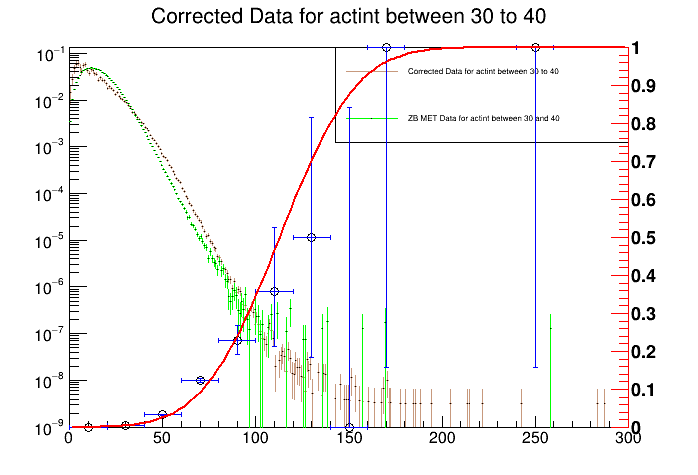 Corrected Data for actint between 30 to 40
10⁻¹ 1
Corrected Data for actint between 30 to 40
0.9
10⁻² 0.8
ZB MET Data for actint between 30 and 40
10⁻³ 0.7
10⁻⁴ 0.6
10⁻⁵ 0.5
0.4
10⁻⁶ 0.3
10⁻⁷ 0.2
10⁻⁸ 0.1
10⁻⁹ 0
0 50 100 150 200 250 300